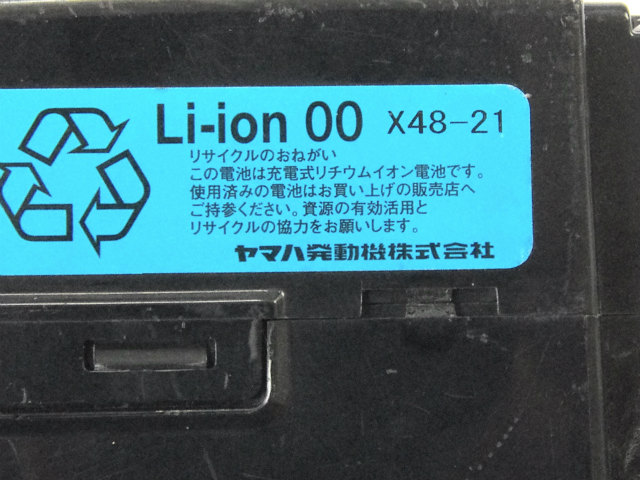 Li-ion 00 X48-21
リサイクルのおねがい
この電池は充電式リチウムイオン電池です。
使用済みの電池はお買い上げの販売店へ
ご持参ください。資源の有効活用と
リサイクルの協力をお願いします。
ヤマハ発動機株式会社